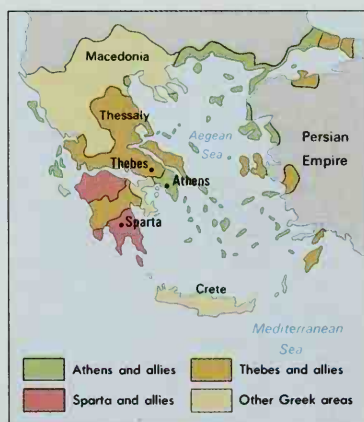 Macedonia
Thessaly
Aegean
Sea
Persian
Empire
Thebes
Athens
Sparta
Crete
Mediterranean
Sea
Athens and allies
Thebes and allies
Sparta and allies
Other Greek areas